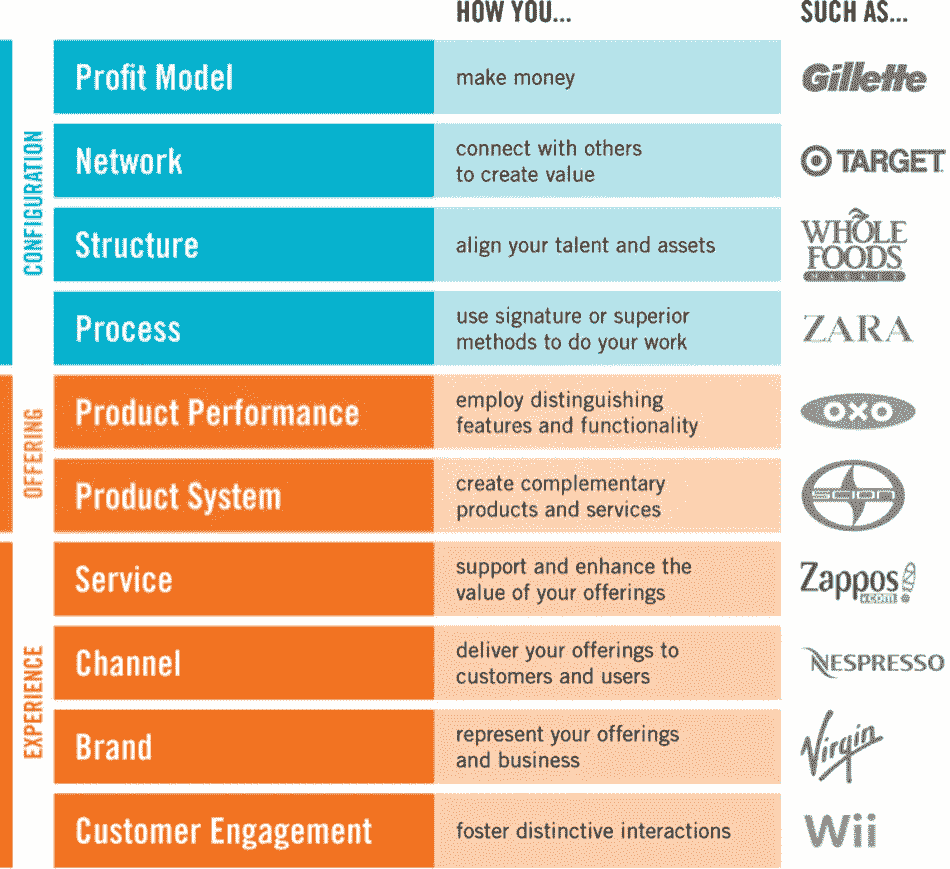 HOW YOU...
SUCH AS...
CONFIGURATION
Profit Model
make money
Gillette
Network
connect with others
to create value
TARGET
Structure
align your talent and assets
WHOLE
FOODS
MARKET
Process
use signature or superior
methods to do your work
ZARA
OFFERING
Product Performance
employ distinguishing
features and functionality
OXO
Product System
create complementary
products and services
scion
EXPERIENCE
Service
support and enhance the
value of your offerings
Zappos
.com
Channel
deliver your offerings to
customers and users
NESPRESSO
Brand
represent your offerings
and business
Virgin
Customer Engagement
foster distinctive interactions
Wii